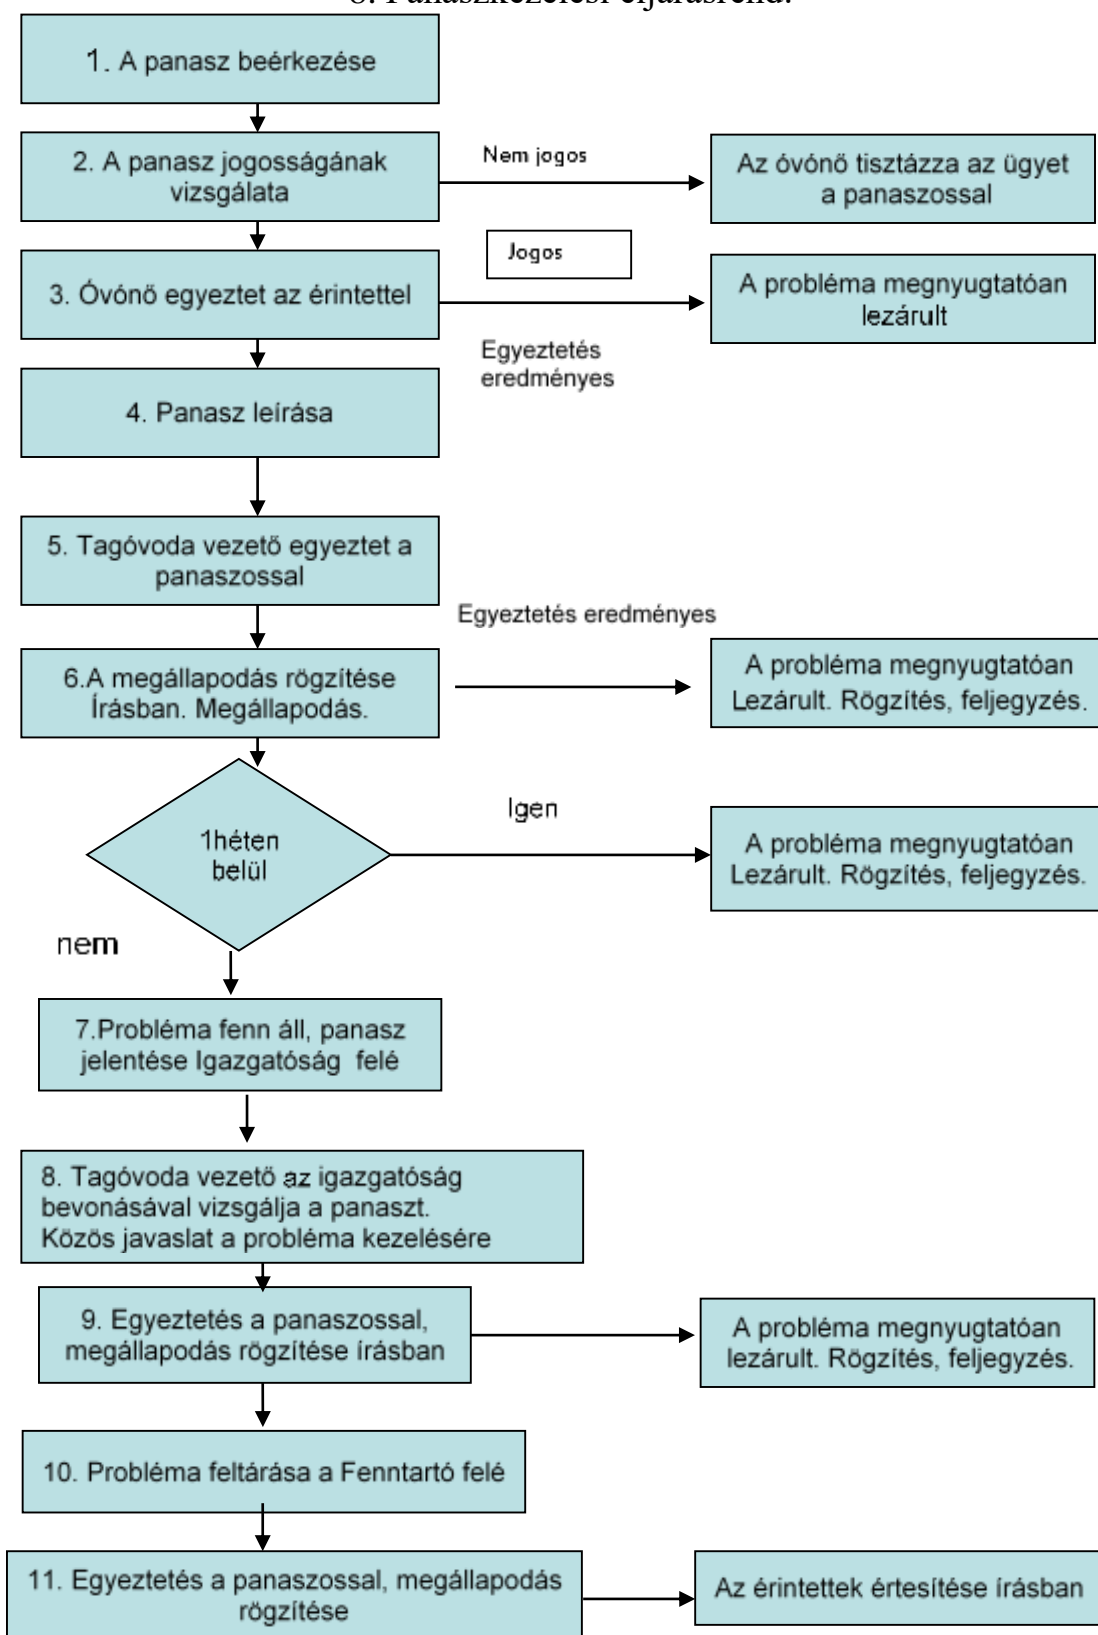 8. Panaszkezelési eljárásrend.
1. A panasz beérkezése
2. A panasz jogosságának
vizsgálata
Nem jogos
Az óvónő tisztázza az ügyet
a panaszossal
Jogos
3. Óvónő egyeztet az érintettel
A probléma megnyugtatóan
lezárult
Egyeztetés
eredményes
4. Panasz leírása
5. Tagóvoda vezető egyeztet a
panaszossal
Egyeztetés eredményes
6.A megállapodás rögzítése
Írásban. Megállapodás.
A probléma megnyugtatóan
Lezárult. Rögzítés, feljegyzés.
1héten
belül
Igen
A probléma megnyugtatóan
Lezárult. Rögzítés, feljegyzés.
nem
7.Probléma fenn áll, panasz
jelentése Igazgatóság felé
8. Tagóvoda vezető az igazgatóság
bevonásával vizsgálja a panaszt.
Közös javaslat a probléma kezelésére
9. Egyeztetés a panaszossal,
megállapodás rögzítése írásban
A probléma megnyugtatóan
lezárult. Rögzítés, feljegyzés.
10. Probléma feltárása a Fenntartó felé
11. Egyeztetés a panaszossal, megállapodás
rögzítése
Az érintettek értesítése írásban